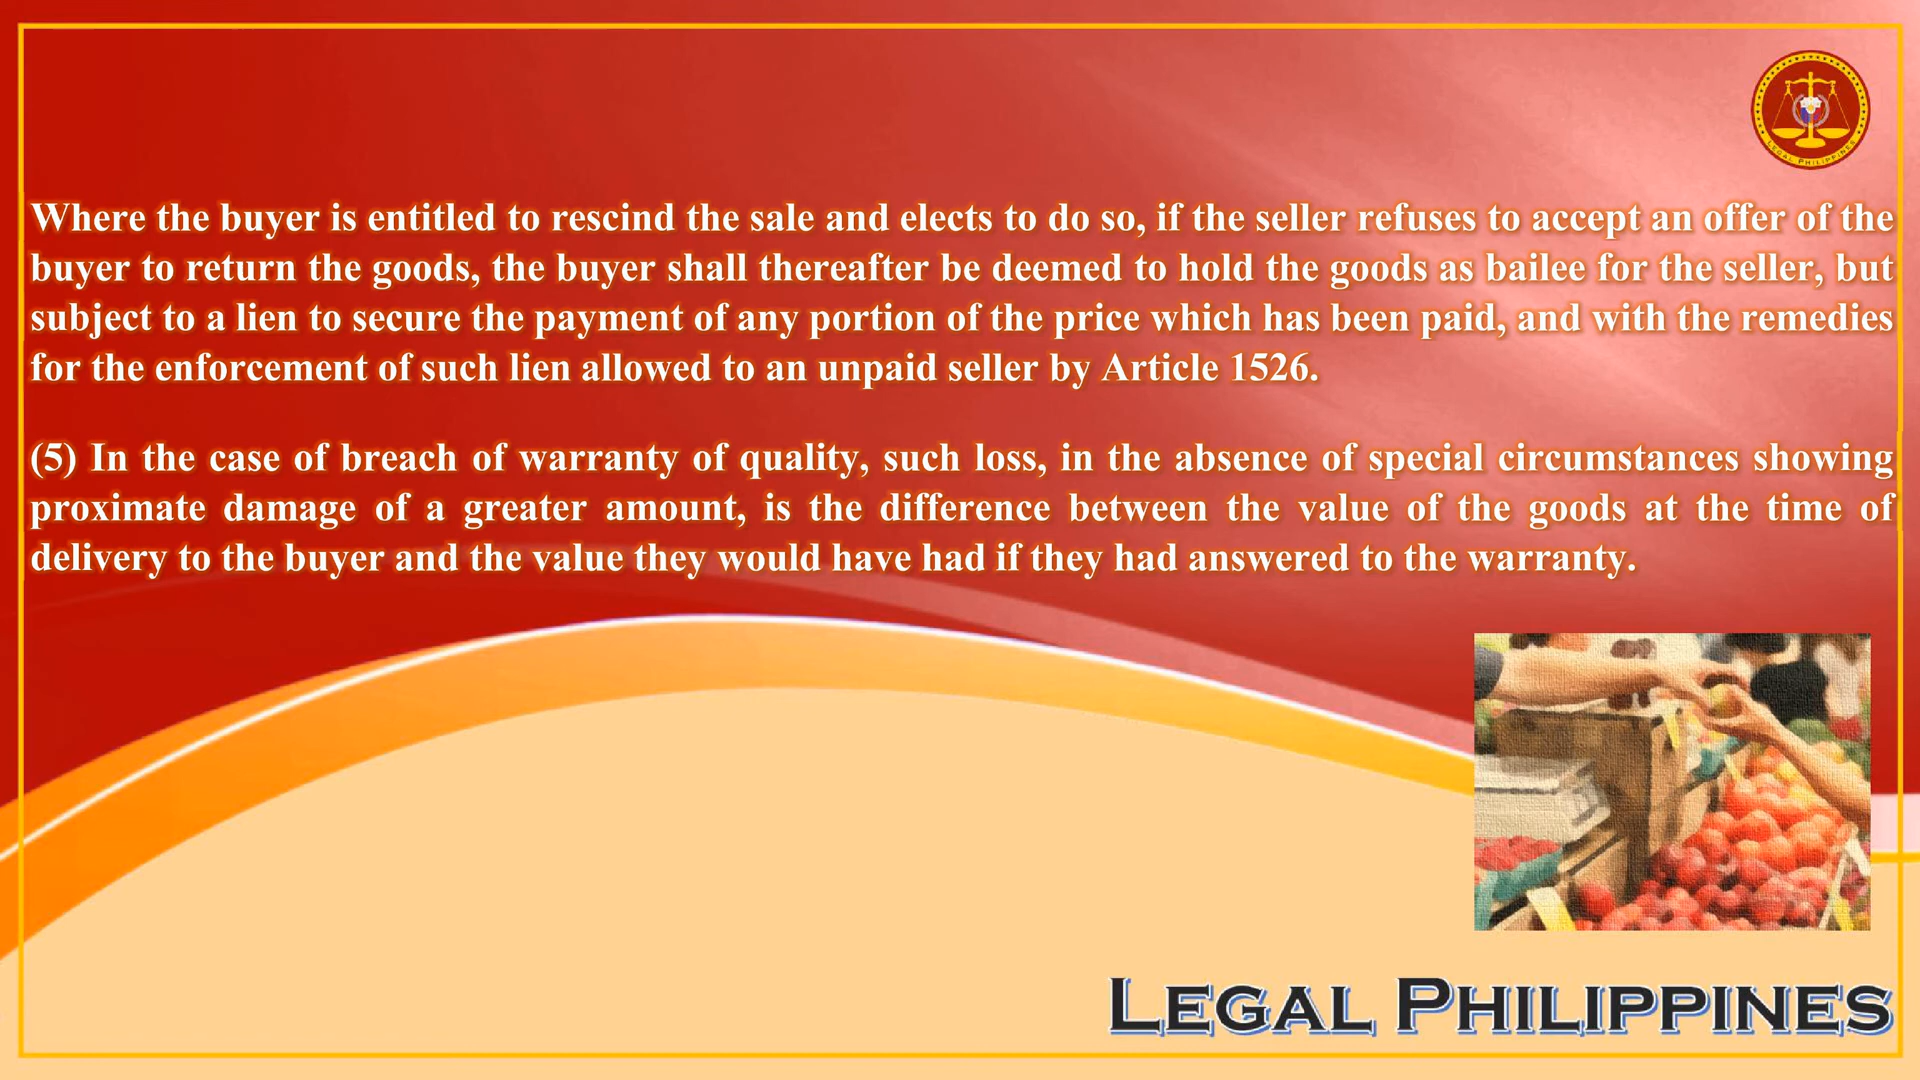 LEGAL PHILIPPINES
Where the buyer is entitled to rescind the sale and elects to do so, if the seller refuses to accept an offer of the
buyer to return the goods, the buyer shall thereafter be deemed to hold the goods as bailee for the seller, but
subject to a lien to secure the payment of any portion of the price which has been paid, and with the remedies
for the enforcement of such lien allowed to an unpaid seller by Article 1526.
(5) In the case of breach of warranty of quality, such loss, in the absence of special circumstances showing
proximate damage of a greater amount, is the difference between the value of the goods at the time of
delivery to the buyer and the value they would have had if they had answered to the warranty.
LEGAL PHILIPPINES